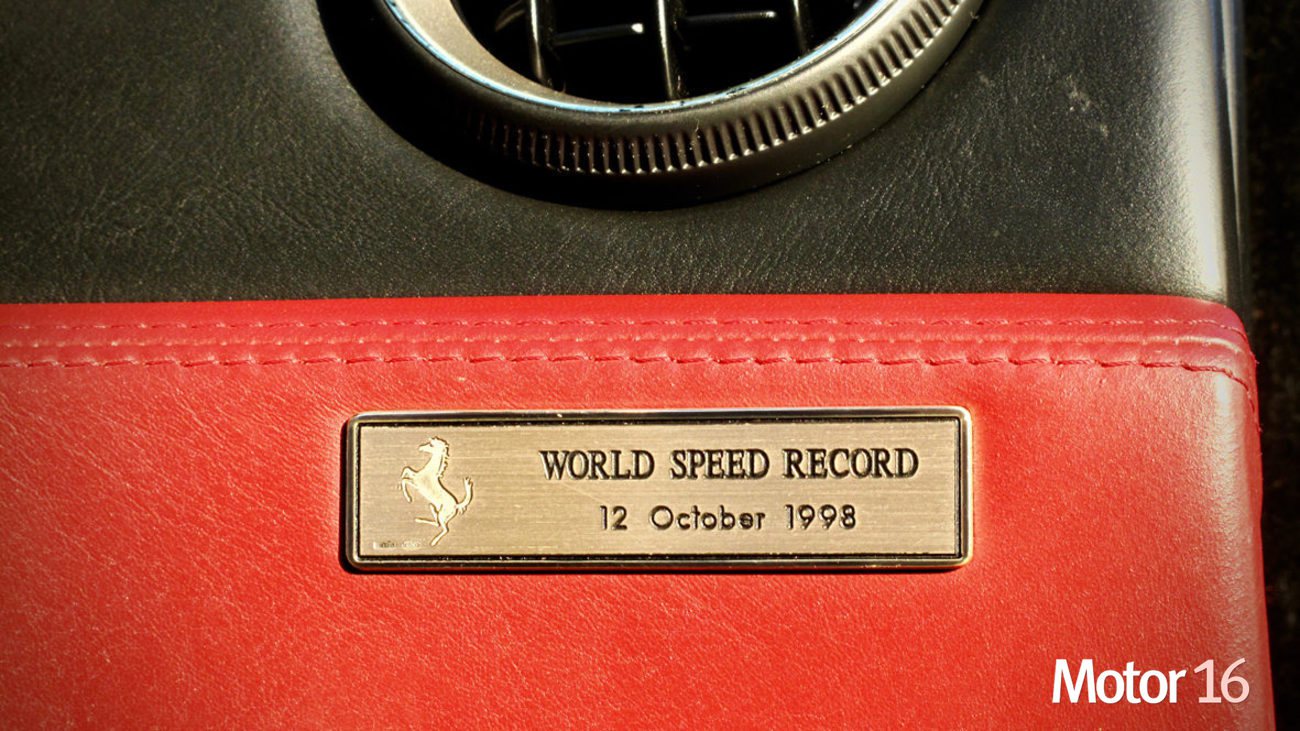 WORLD SPEED RECORD
12 October 1998
Motor 16